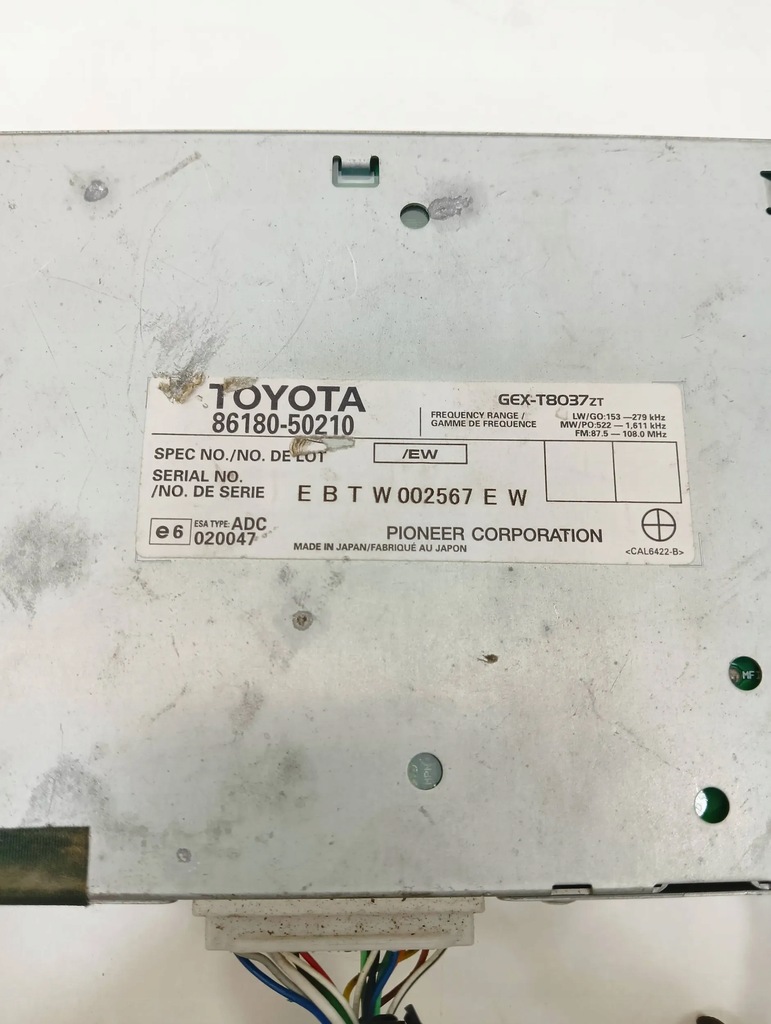 TOYOTA
86180-50210
GEX-T8037ZT
FREQUENCY RANGE /
GAMME DE FREQUENCE
LW/GO:153 —279 kHz
MW/PO:522 — 1,611 kHz
FM:87.5 — 108.0 MHz
SPEC NO./NO. DE LOT
/EW
SERIAL NO.
/NO. DE SERIE
E B T W 002567 E W
e6
ESA TYPE: ADC
020047
PIONEER CORPORATION
MADE IN JAPAN/FABRIQUÉ AU JAPON
<CAL6422-B>
MF